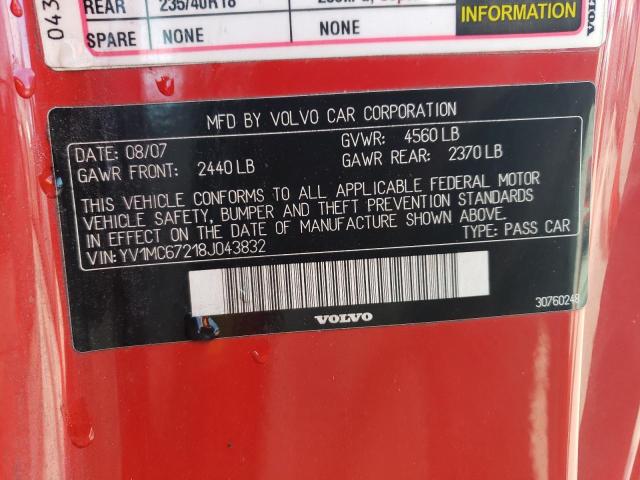 043
REAR 235/40R18
SPARE NONE NONE
INFORMATION
VOLVO
MFD BY VOLVO CAR CORPORATION
DATE: 08/07 GVWR: 4560 LB
GAWR FRONT: 2440 LB GAWR REAR: 2370 LB
THIS VEHICLE CONFORMS TO ALL APPLICABLE FEDERAL MOTOR
VEHICLE SAFETY, BUMPER AND THEFT PREVENTION STANDARDS
IN EFFECT ON THE DATE OF MANUFACTURE SHOWN ABOVE.
VIN:YV1MC67218J043832 TYPE: PASS CAR
30760248
VOLVO